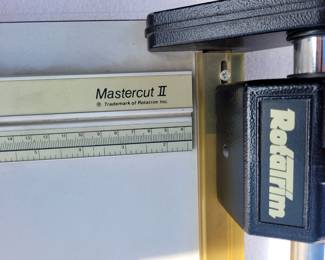 Mastercut II
® Trademark of Rotatrim Inc.
RotaTrim